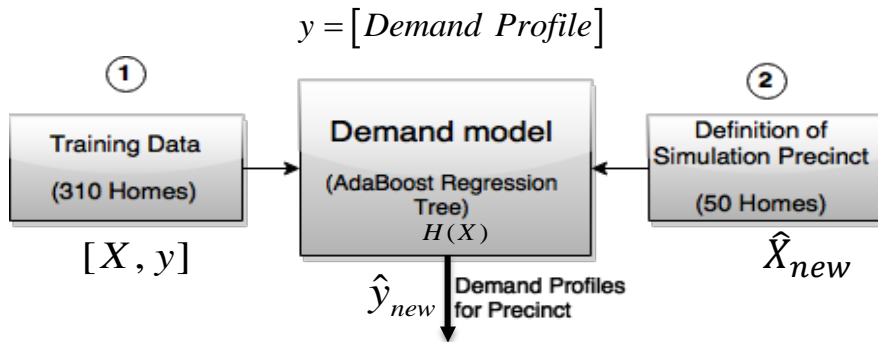 y = [Demand Profile]
1
2
Training Data
(310 Homes)
Demand model
(AdaBoost Regression
Tree)
H(X)
Definition of
Simulation Precinct
(50 Homes)
[X, y]
X̂new
ŷnew
Demand Profiles
for Precinct